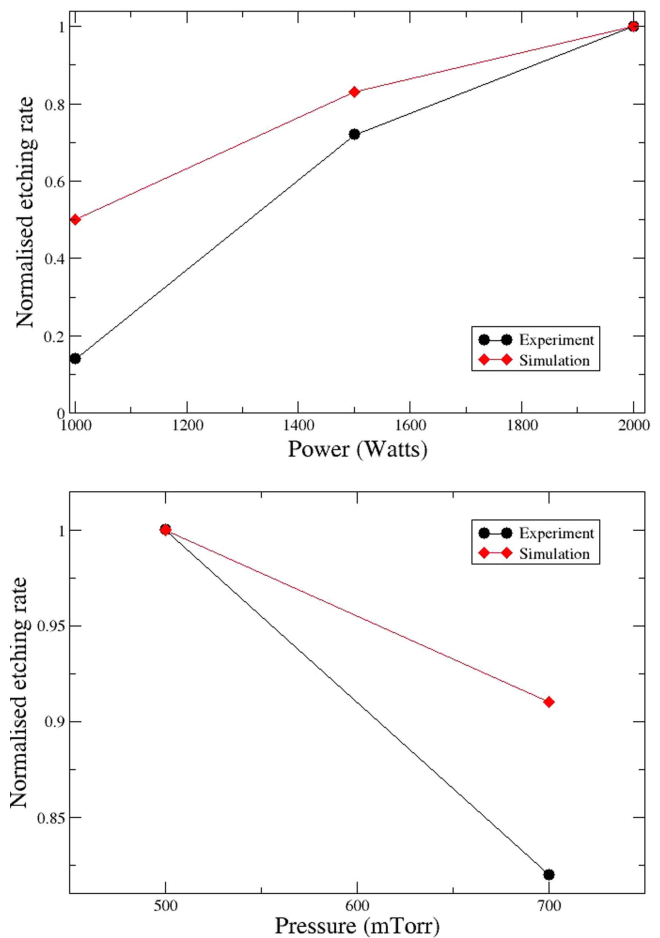 1
0.8
0.6
0.4
0.2
0
Normalised etching rate
Experiment
Simulation
1000 1200 1400 1600 1800 2000
Power (Watts)
1
0.95
0.9
0.85
Normalised etching rate
Experiment
Simulation
500 600 700
Pressure (mTorr)